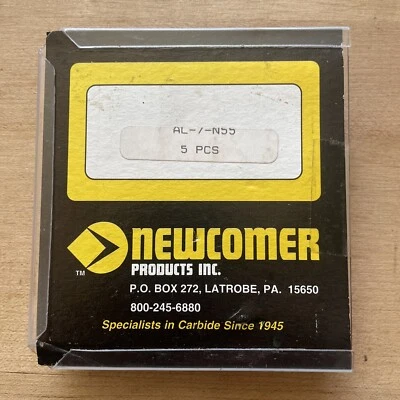 AL-7-N55
5 PCS
NEWCOMER
PRODUCTS INC.
TM
P.O. BOX 272, LATROBE, PA. 15650
800-245-6880
Specialists in Carbide Since 1945